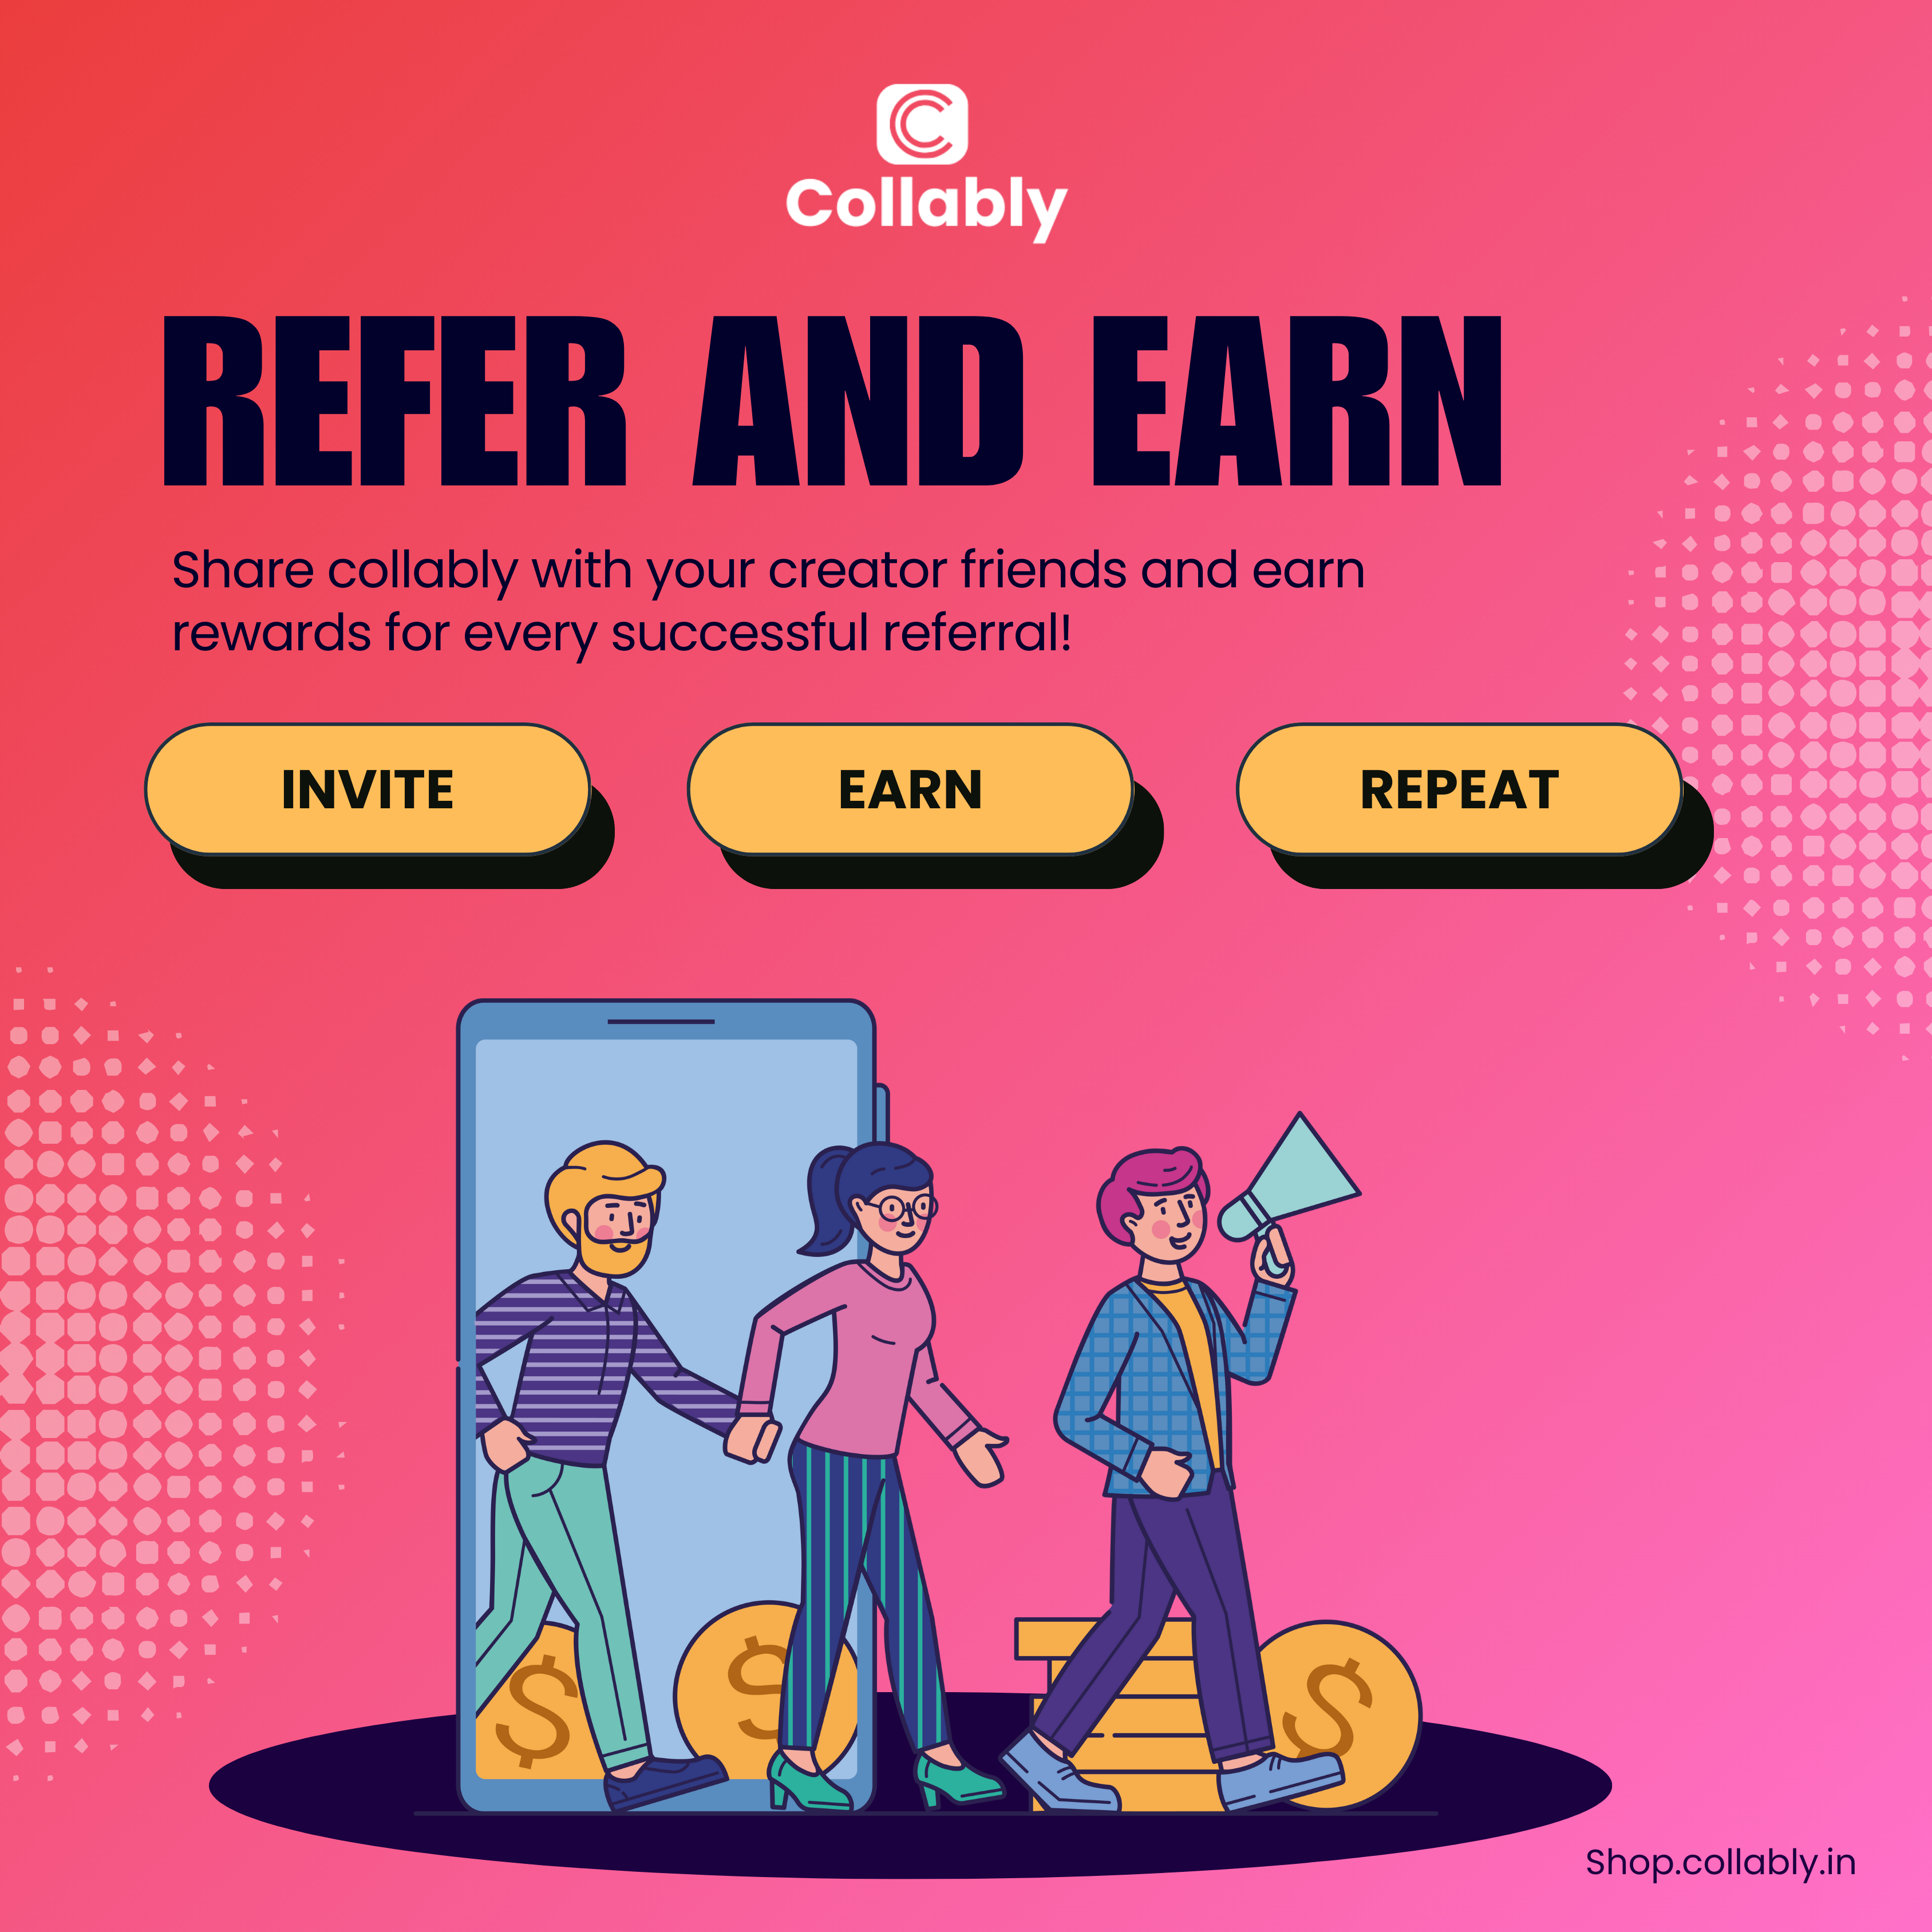 Collably
REFER AND EARN
Share collably with your creator friends and earn
rewards for every successful referral!
INVITE
EARN
REPEAT
$
$
$
Shop.collably.in